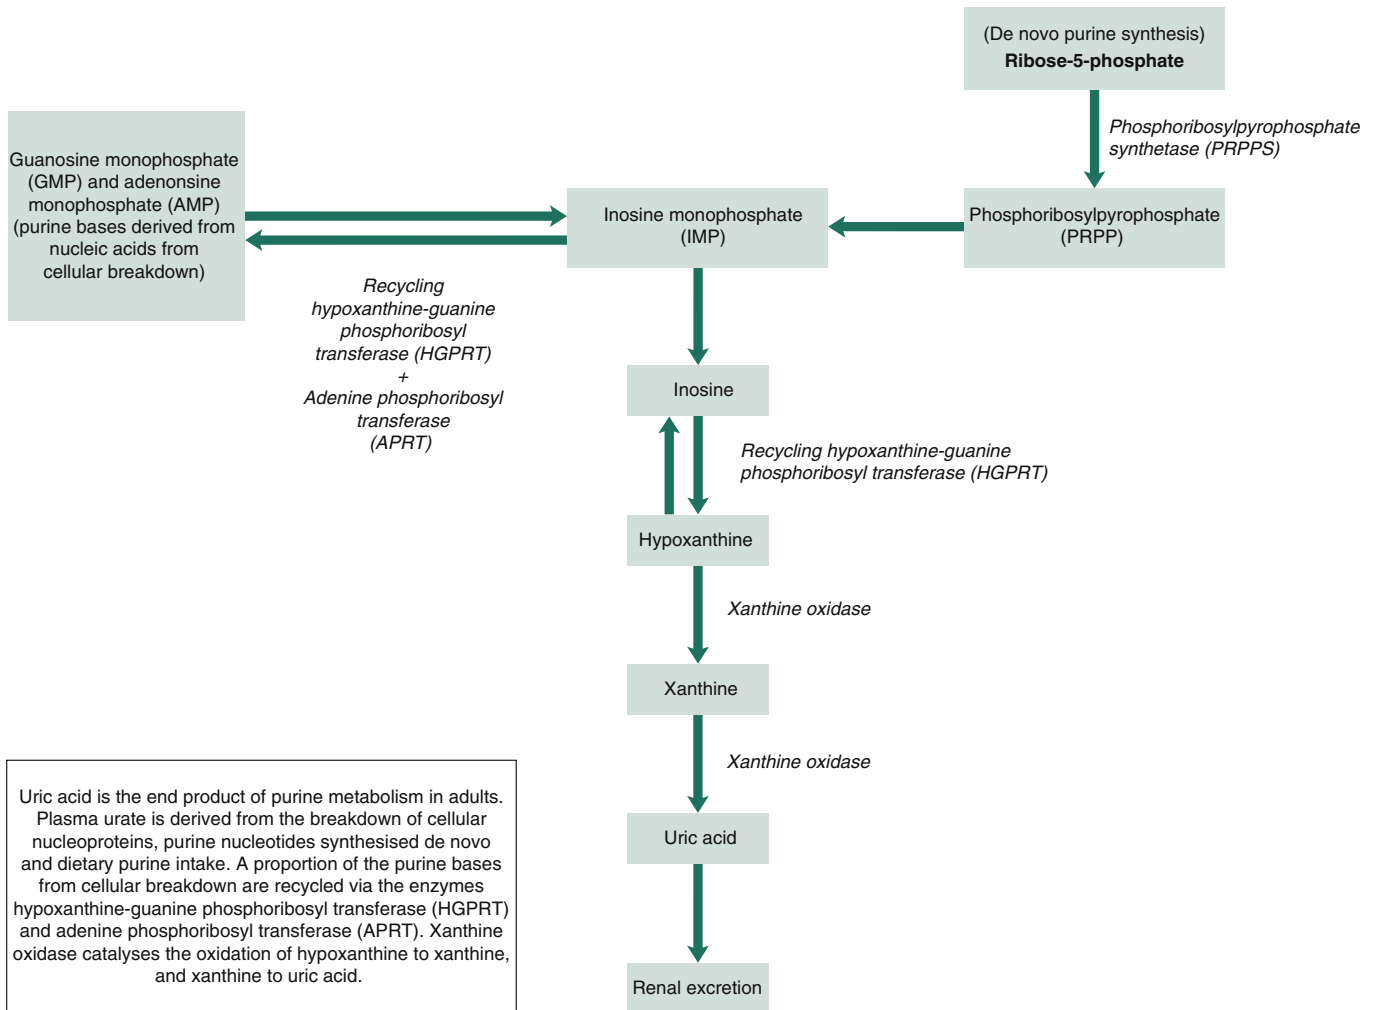 (De novo purine synthesis)
Ribose-5-phosphate
Phosphoribosylpyrophosphate
synthetase (PRPPS)
Guanosine monophosphate
(GMP) and adenonsine
monophosphate (AMP)
(purine bases derived from
nucleic acids from
cellular breakdown)
Inosine monophosphate
(IMP)
Phosphoribosylpyrophosphate
(PRPP)
Recycling
hypoxanthine-guanine
phosphoribosyl
transferase (HGPRT)
+
Adenine phosphoribosyl
transferase
(APRT)
Inosine
Recycling hypoxanthine-guanine
phosphoribosyl transferase (HGPRT)
Hypoxanthine
Xanthine oxidase
Xanthine
Xanthine oxidase
Uric acid
Renal excretion
Uric acid is the end product of purine metabolism in adults.
Plasma urate is derived from the breakdown of cellular
nucleoproteins, purine nucleotides synthesised de novo
and dietary purine intake. A proportion of the purine bases
from cellular breakdown are recycled via the enzymes
hypoxanthine-guanine phosphoribosyl transferase (HGPRT)
and adenine phosphoribosyl transferase (APRT). Xanthine
oxidase catalyses the oxidation of hypoxanthine to xanthine,
and xanthine to uric acid.